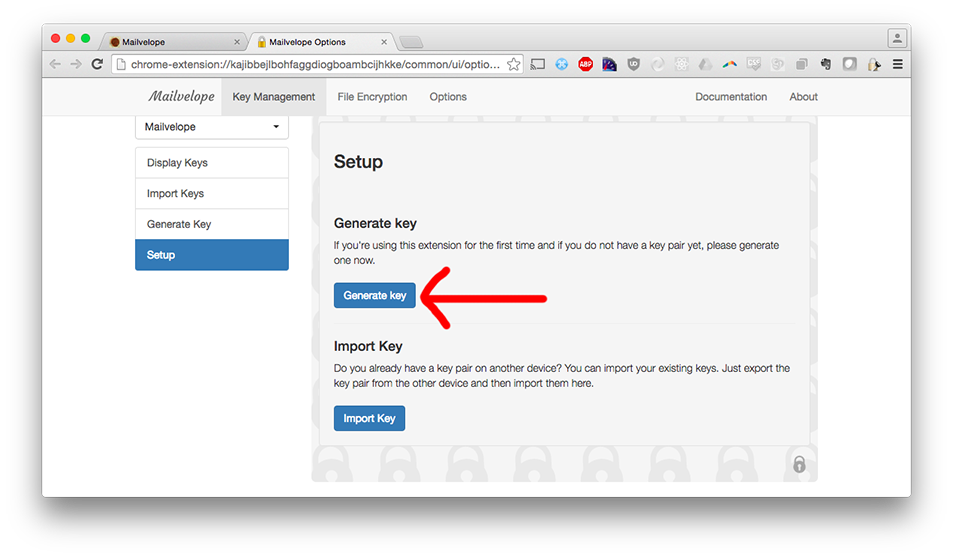 Mailvelope
Mailvelope Options
chrome-extension://kajibbejlbohfaggdiogboambcijhkke/common/ui/optio...
ABP
Mailvelope
Key Management
File Encryption
Options
Documentation
About
Mailvelope
Display Keys
Import Keys
Generate Key
Setup
Setup
Generate key
If you're using this extension for the first time and if you do not have a key pair yet, please generate
one now.
Generate key
Import Key
Do you already have a key pair on another device? You can import your existing keys. Just export the
key pair from the other device and then import them here.
Import Key